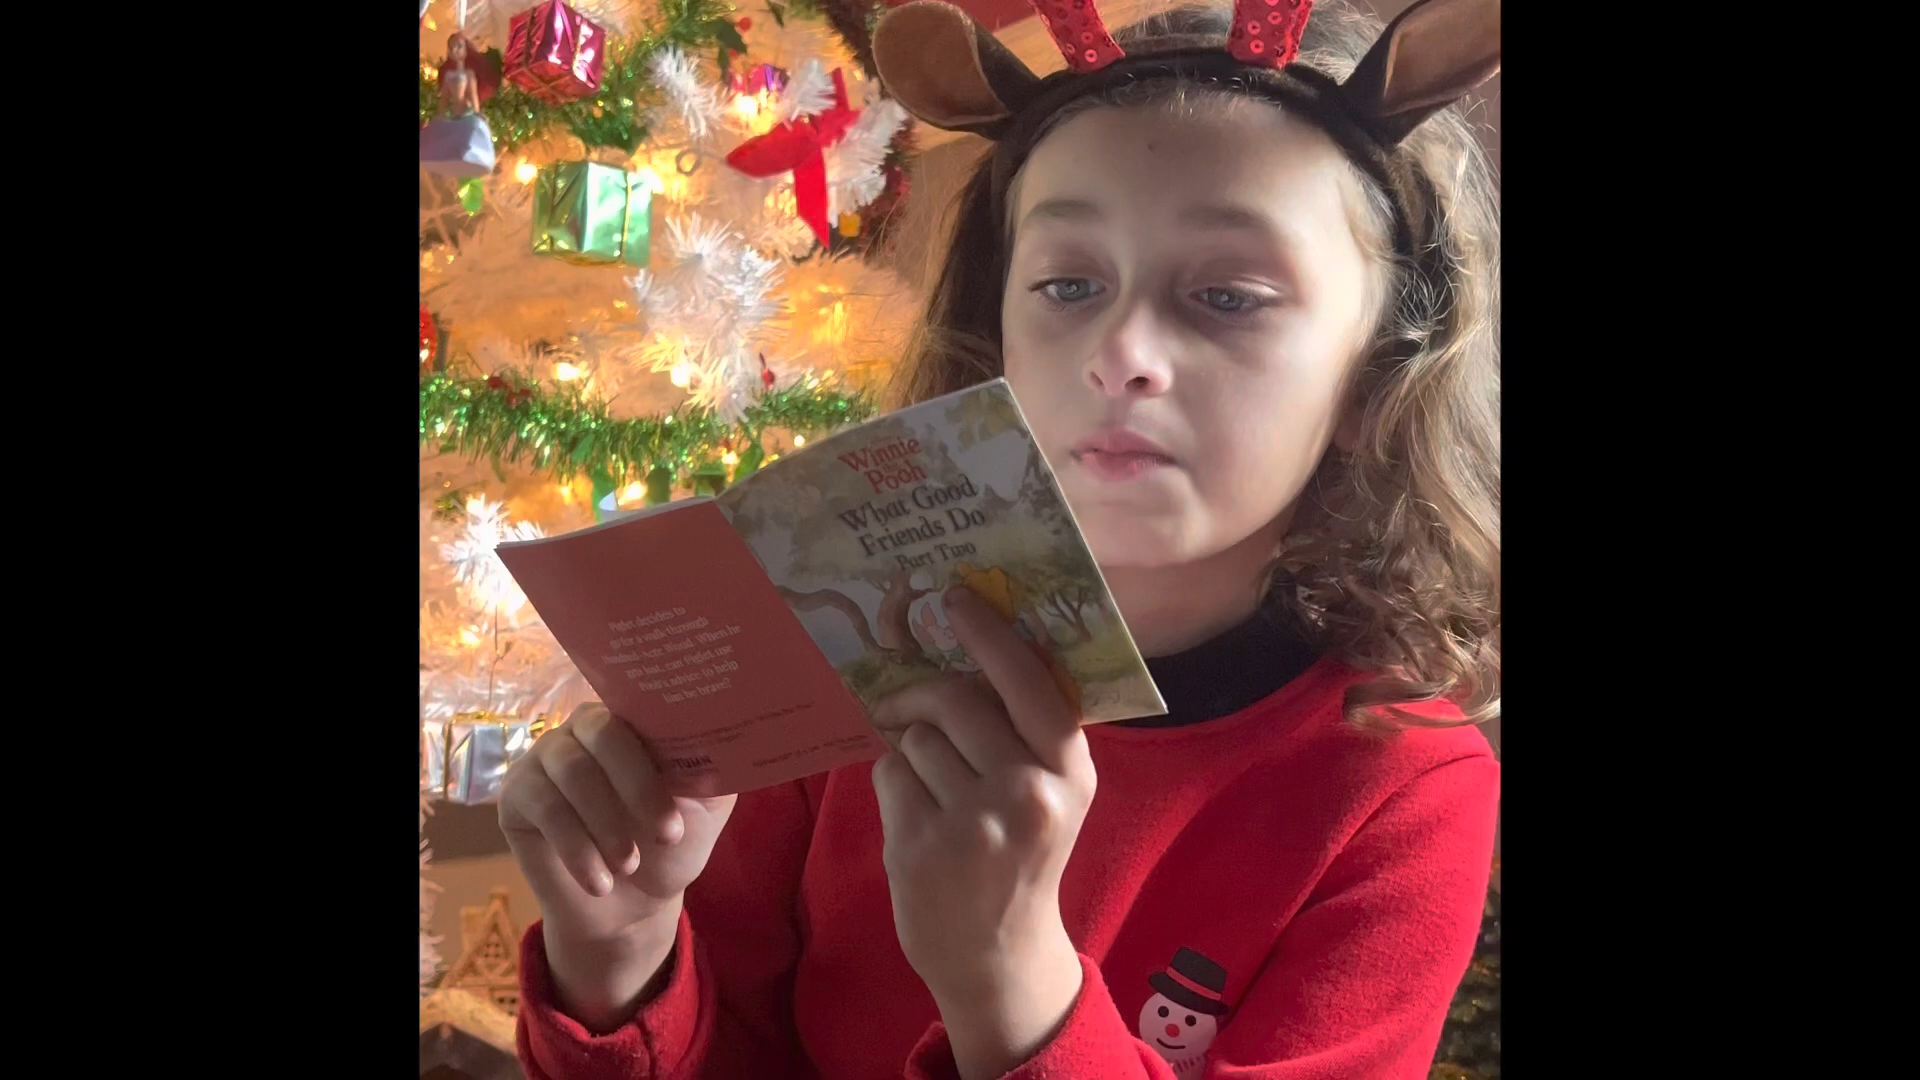 Winnie
Pooh
What Good
Friends Do
Part Two
Piglet decides to
go for a walk through
Hundred Acre Wood. When he
gets lost, can Piglet use
Pooh's advice to help
him be brave?